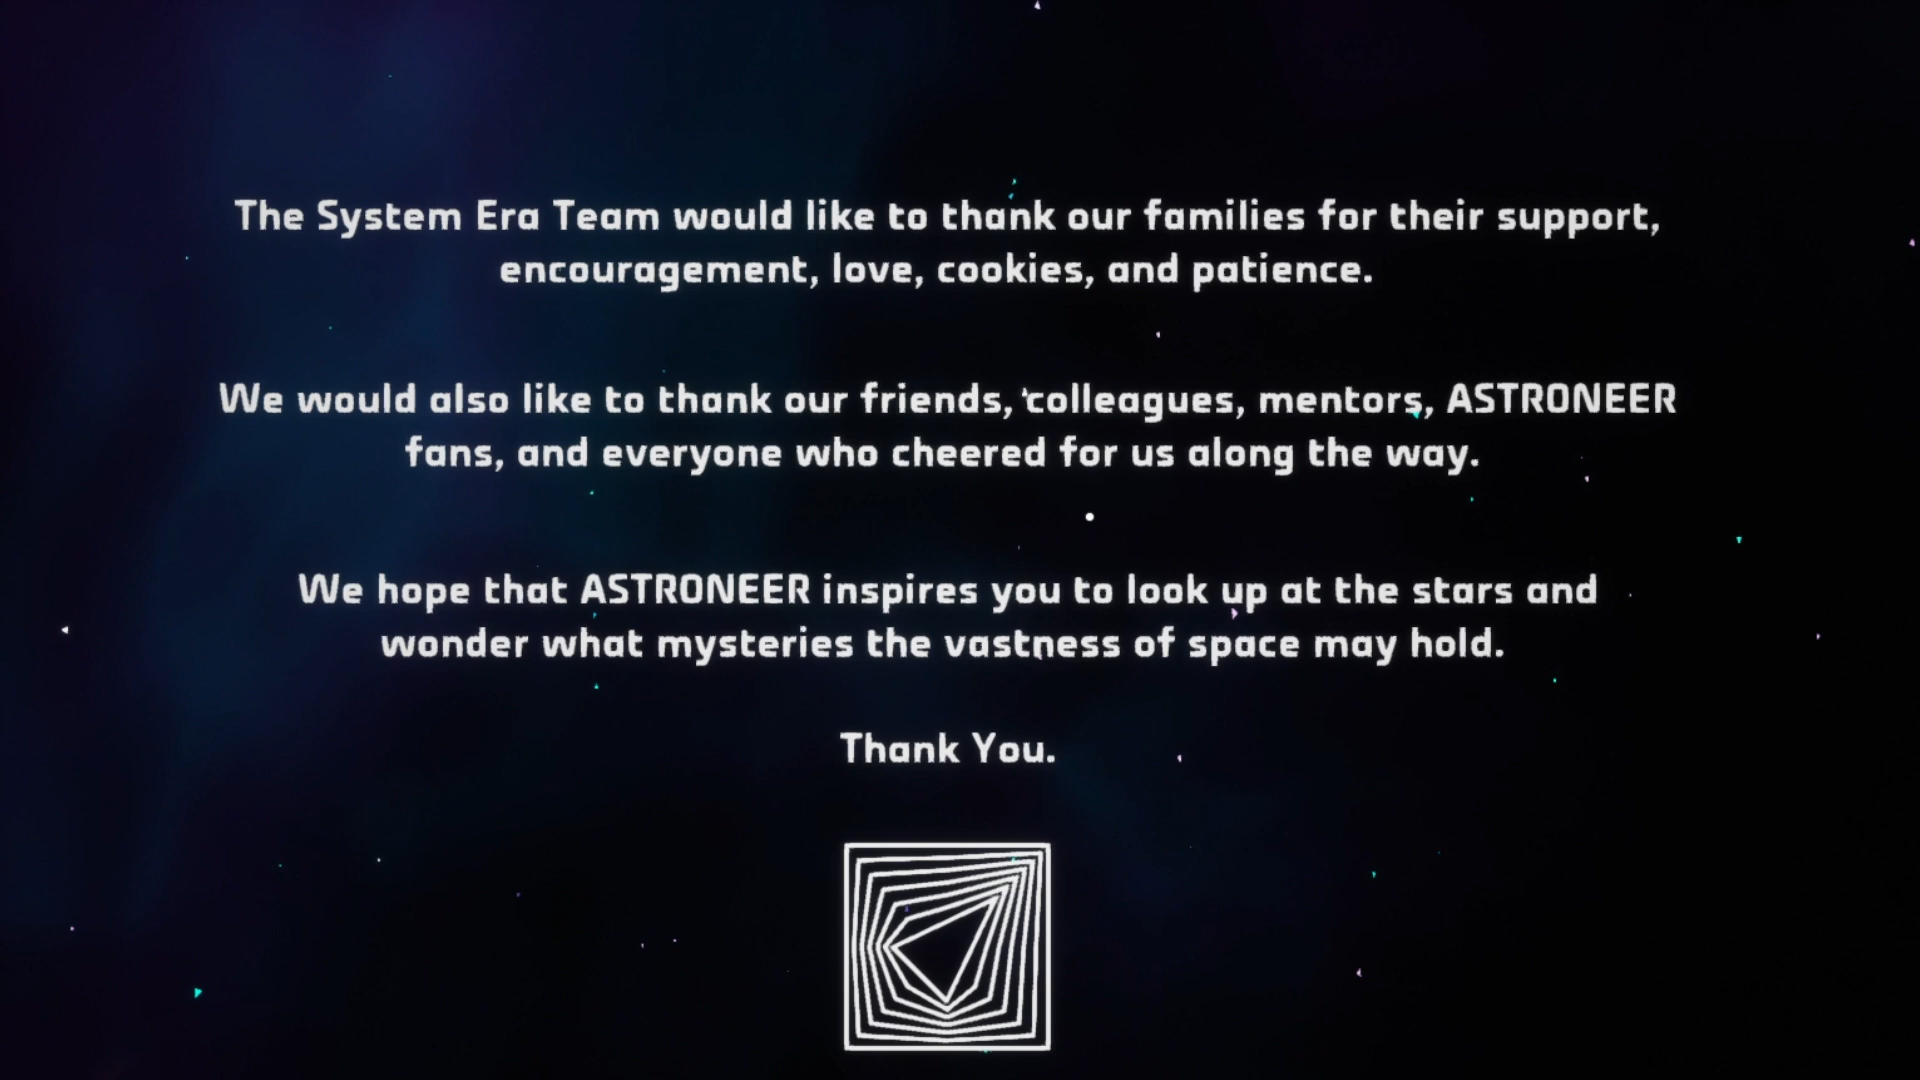 The System Era Team would like to thank our families for their support,
encouragement, love, cookies, and patience.
We would also like to thank our friends, colleagues, mentors, ASTRONEER
fans, and everyone who cheered for us along the way.
We hope that ASTRONEER inspires you to look up at the stars and
wonder what mysteries the vastness of space may hold.
Thank You.